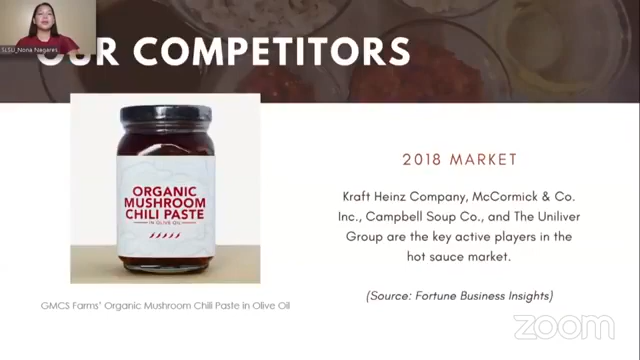 SLSU_Nona Nagares
OUR COMPETITORS
ORGANIC
MUSHROOM
CHILI PASTE
IN OLIVE OIL
GMCS Farms' Organic Mushroom Chili Paste in Olive Oil
2018 MARKET
Kraft Heinz Company, McCormick & Co.
Inc., Campbell Soup Co., and The Uniliver
Group are the key active players in the
hot sauce market.
(Source: Fortune Business Insights)
zoom